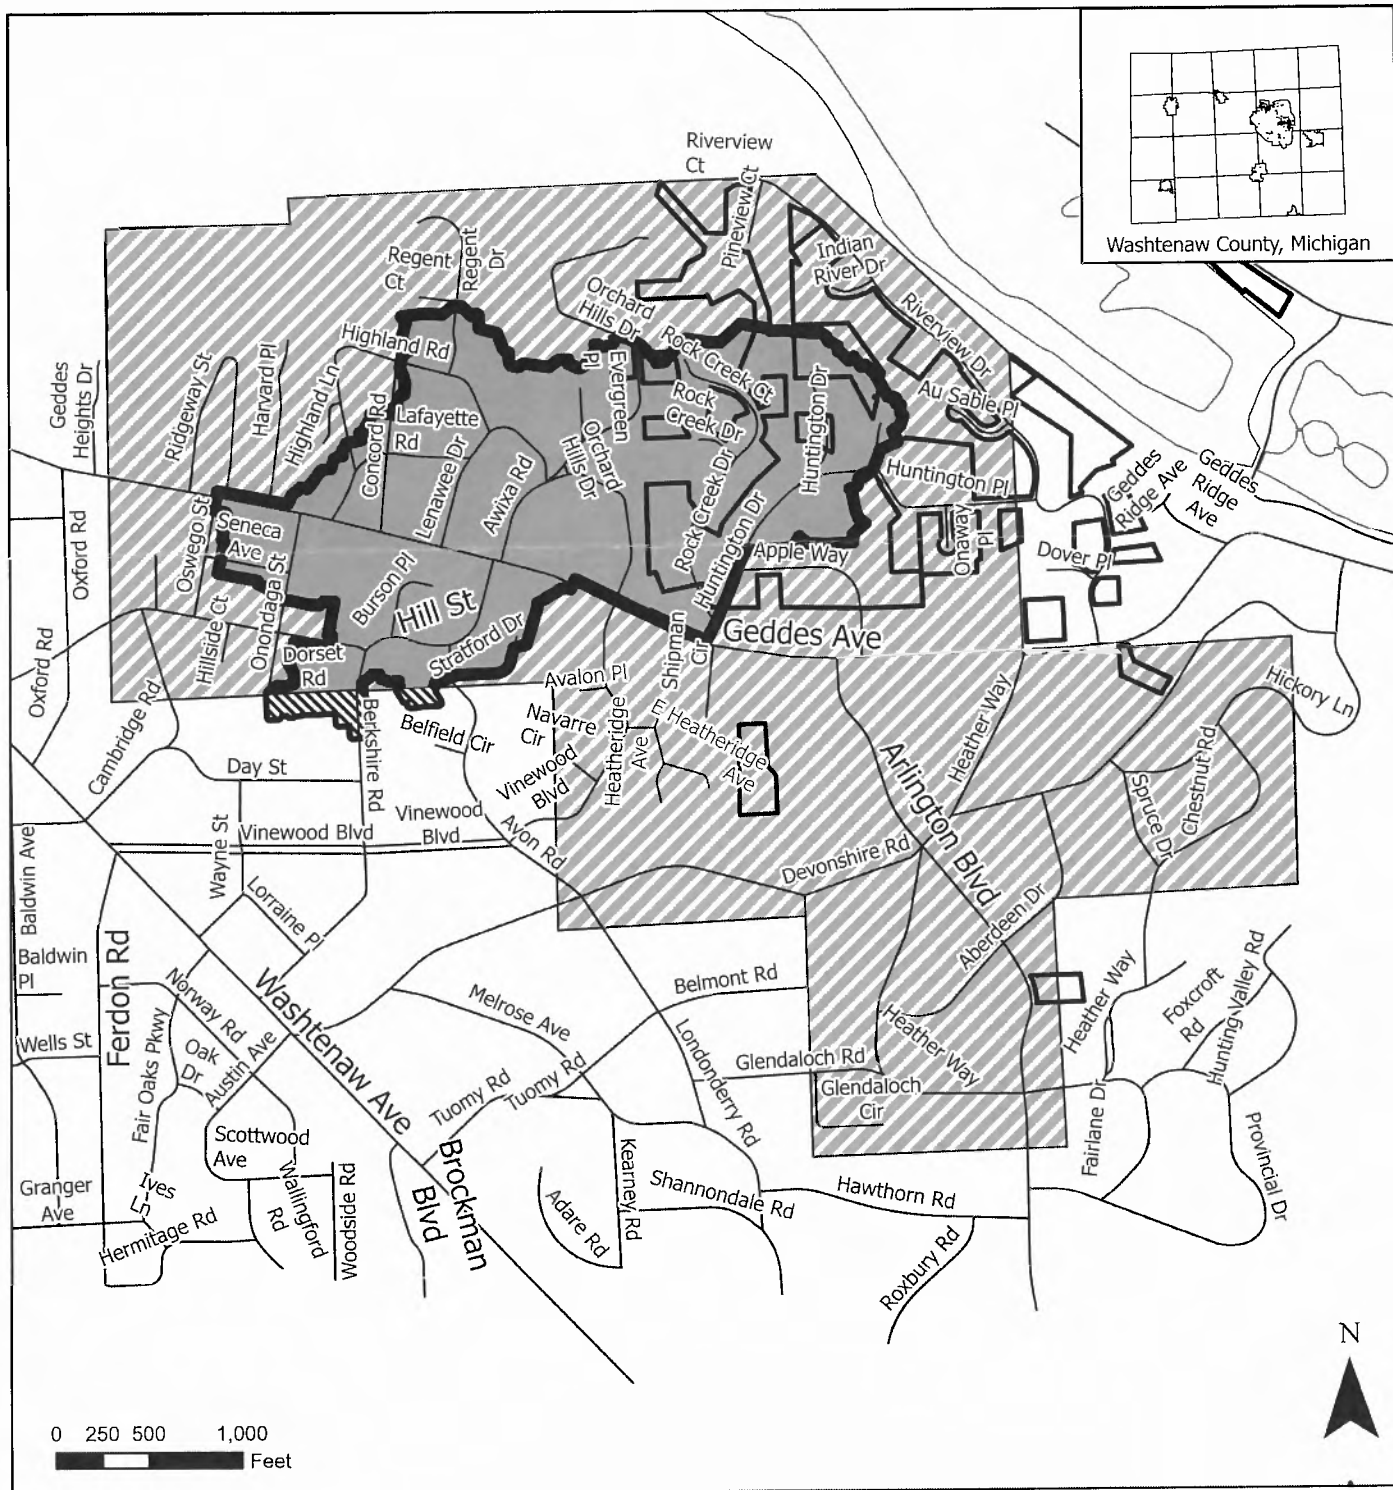 Washtenaw County, Michigan
Riverview
Ct
Pineview Ct
Indian
River Dr
Riverview Dr
Regent
Ct
Regent
Dr
Orchard
Hills Dr
Rock Creek Ct
Highland Rd
Geddes
Heights Dr
Ridgeway St
Harvard Pl
Highland Ln
Concord Rd
Lafayette
Rd
Lenawee Dr
Awixa Rd
Evergreen
Pl
Orchard
Hills Dr
Rock
Creek Dr
Rock Creek Dr
Huntington Dr
Huntington Dr
Au Sable Pl
Huntington Pl
Onaway
Pl
Geddes
Ridge Ave
Geddes
Ridge
Ave
Dover Pl
Apple Way
Oxford Rd
Oswego St
Seneca
Ave
Onondaga St
Hillside Ct
Burson Pl
Hill St
Stratford Dr
Dorset
Rd
Shipman
Cir
Geddes Ave
Oxford Rd
Cambridge Rd
Berkshire Rd
Belfield Cir
Avalon Pl
Navarre
Cir
Heatheridge
Ave
E Heatheridge
Ave
Vinewood
Blvd
Arlington Blvd
Heather Way
Hickory Ln
Chestnut Rd
Spruce Dr
Day St
Vinewood Blvd
Vinewood
Blvd
Avon Rd
Wayne St
Lorraine Pl
Devonshire Rd
Aberdeen Dr
Baldwin Ave
Baldwin
Pl
Ferdon Rd
Washtenaw Ave
Norway Rd
Oak
Dr
Fair Oaks Pkwy
Austin Ave
Wells St
Melrose Ave
Belmont Rd
Londonderry Rd
Tuomy Rd
Tuomy Rd
Glendaloch Rd
Glendaloch
Cir
Heather Way
Heather Way
Foxcroft
Rd
Hunting Valley Rd
Fairlane Dr
Provincial Dr
Scottwood
Ave
Wallingford
Rd
Woodside Rd
Ives
Ln
Hermitage Rd
Granger
Ave
Brockman
Blvd
Adare Rd
Kearney Rd
Shannondale Rd
Hawthorn Rd
Roxbury Rd
N
0 250 500 1,000
Feet